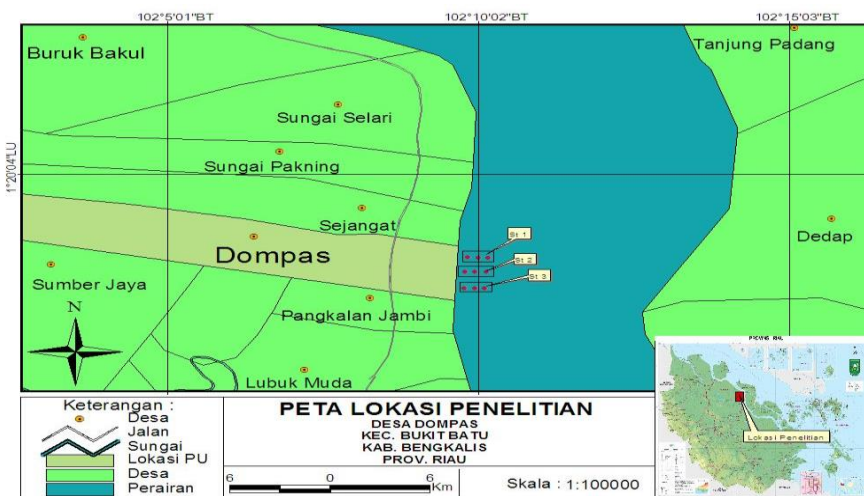 102°5'01"BT
102°10'02"BT
102°15'03"BT
1°20'04"LU
Buruk Bakul
Tanjung Padang
Sungai Selari
Sungai Pakning
Sejangat
Dompas
Dedap
St 1
St 2
St 3
Sumber Jaya
Pangkalan Jambi
N
Lubuk Muda
Lokasi Penelitian
Keterangan :
Desa
Jalan
Sungai
Lokasi PU
Desa
Perairan
PETA LOKASI PENELITIAN
DESA DOMPAS
KEC. BUKIT BATU
KAB. BENGKALIS
PROV. RIAU
6 0 6
Km
Skala : 1:100000